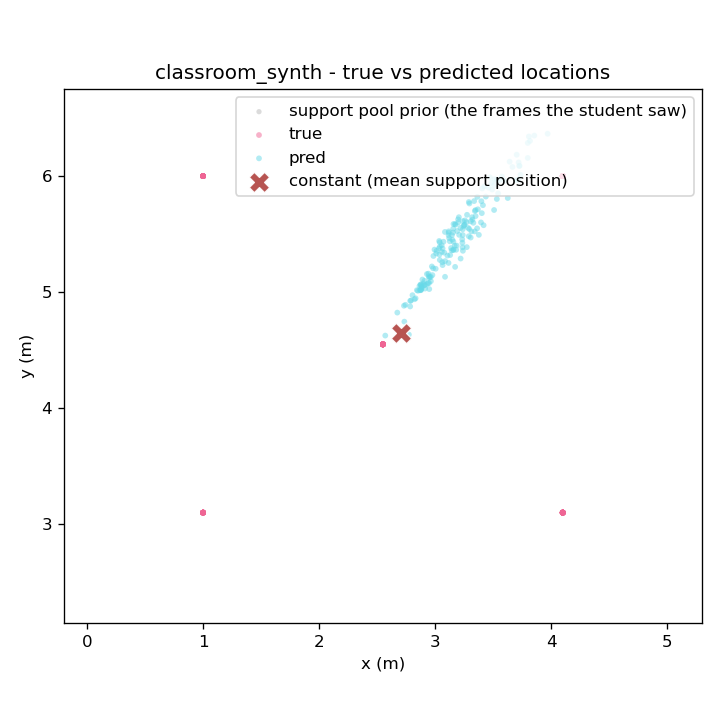 classroom_synth - true vs predicted locations
support pool prior (the frames the student saw)
true
pred
constant (mean support position)
6
5
4
3
y (m)
0 1 2 3 4 5
x (m)